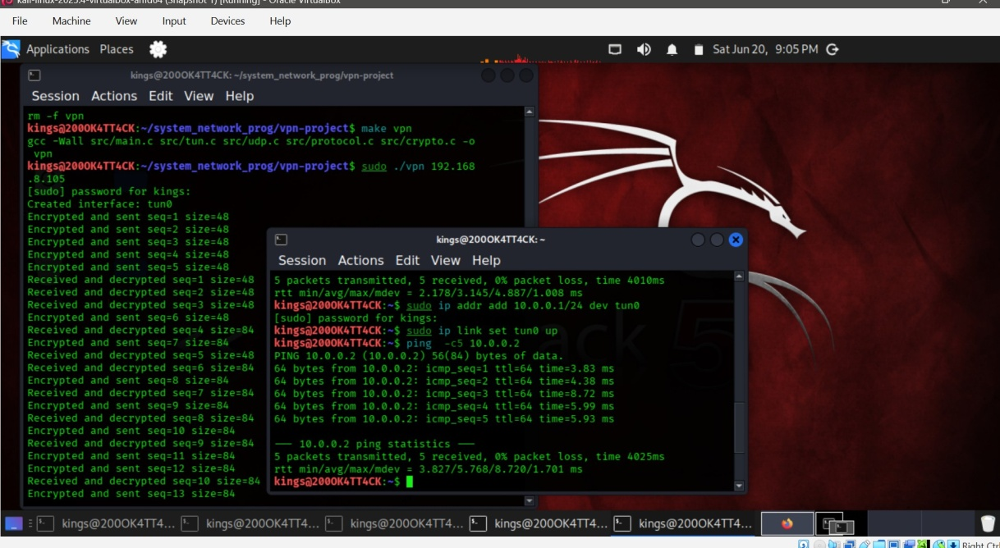 kali-linux-2025.4-virtualbox-amd64 (Snapshot 1) [Running] - Oracle VirtualBox
File Machine View Input Devices Help
Applications Places Sat Jun 20, 9:05 PM
kings@200OK4TT4CK: ~/system_network_prog/vpn-project
Session Actions Edit View Help
rm -f vpn
kings@200OK4TT4CK:~/system_network_prog/vpn-project$ make vpn
gcc -Wall src/main.c src/tun.c src/udp.c src/protocol.c src/crypto.c -o
vpn
kings@200OK4TT4CK:~/system_network_prog/vpn-project$ sudo ./vpn 192.168
.8.105
[sudo] password for kings:
Created interface: tun0
Encrypted and sent seq=1 size=48
Encrypted and sent seq=2 size=48
Encrypted and sent seq=3 size=48
Encrypted and sent seq=4 size=48
Encrypted and sent seq=5 size=48
Received and decrypted seq=1 size=48
Received and decrypted seq=2 size=48
Received and decrypted seq=3 size=48
Encrypted and sent seq=6 size=48
Received and decrypted seq=4 size=84
Encrypted and sent seq=7 size=84
Received and decrypted seq=5 size=48
Received and decrypted seq=6 size=84
Encrypted and sent seq=8 size=84
Received and decrypted seq=7 size=84
Encrypted and sent seq=9 size=84
Received and decrypted seq=8 size=84
Encrypted and sent seq=10 size=84
Received and decrypted seq=9 size=84
Encrypted and sent seq=11 size=84
Encrypted and sent seq=12 size=84
Received and decrypted seq=10 size=84
Encrypted and sent seq=13 size=84
kings@200OK4TT4CK: ~
Session Actions Edit View Help
5 packets transmitted, 5 received, 0% packet loss, time 4010ms
rtt min/avg/max/mdev = 2.178/3.145/4.887/1.008 ms
kings@200OK4TT4CK:~$ sudo ip addr add 10.0.0.1/24 dev tun0
[sudo] password for kings:
kings@200OK4TT4CK:~$ sudo ip link set tun0 up
kings@200OK4TT4CK:~$ ping -c5 10.0.0.2
PING 10.0.0.2 (10.0.0.2) 56(84) bytes of data.
64 bytes from 10.0.0.2: icmp_seq=1 ttl=64 time=3.83 ms
64 bytes from 10.0.0.2: icmp_seq=2 ttl=64 time=4.38 ms
64 bytes from 10.0.0.2: icmp_seq=3 ttl=64 time=8.72 ms
64 bytes from 10.0.0.2: icmp_seq=4 ttl=64 time=5.99 ms
64 bytes from 10.0.0.2: icmp_seq=5 ttl=64 time=5.93 ms
— 10.0.0.2 ping statistics —
5 packets transmitted, 5 received, 0% packet loss, time 4025ms
rtt min/avg/max/mdev = 3.827/5.768/8.720/1.701 ms
kings@200OK4TT4CK:~$
kings@200OK4TT4... kings@200OK4TT4... kings@200OK4TT4... kings@200OK4TT4... kings@200OK4TT4...
Right Ctrl